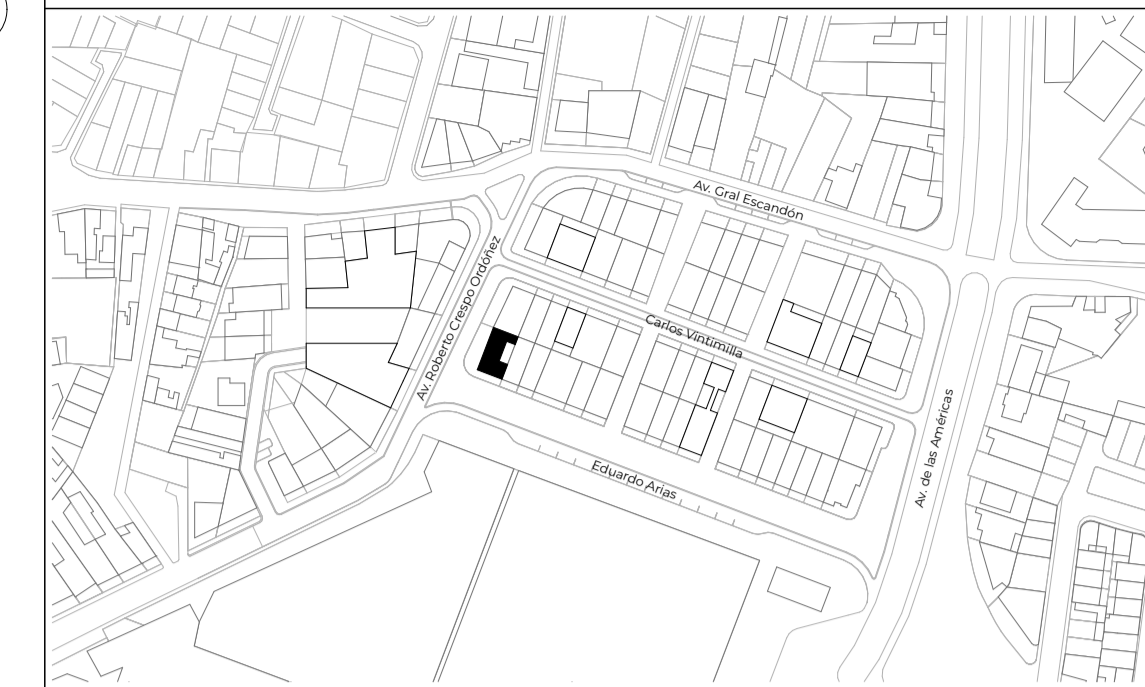 Av. Gral Escandón
Av. Roberto Crespo Ordóñez
Carlos Vintimilla
Av. de las Américas
Eduardo Arias